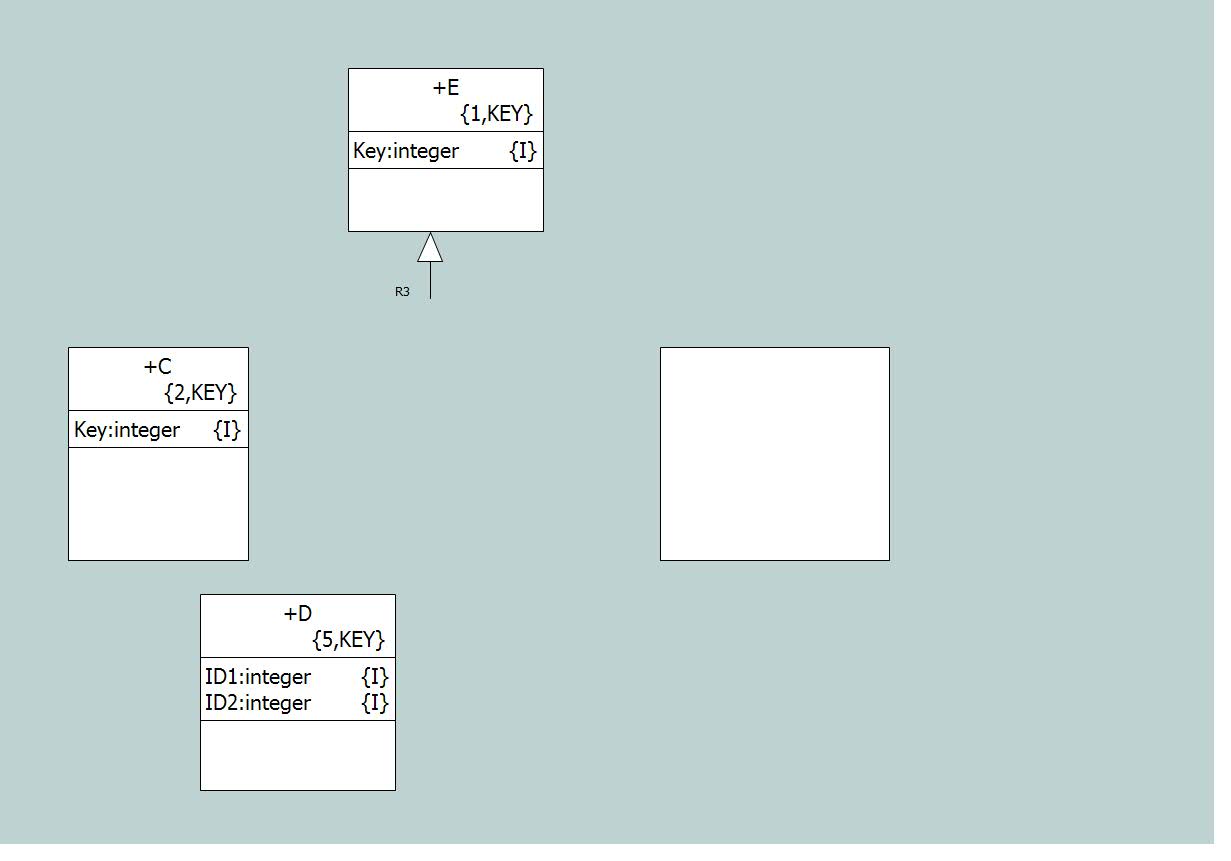 +E
{1,KEY}
Key:integer {I}
R3
+C
{2,KEY}
Key:integer {I}
+D
{5,KEY}
ID1:integer {I}
ID2:integer {I}